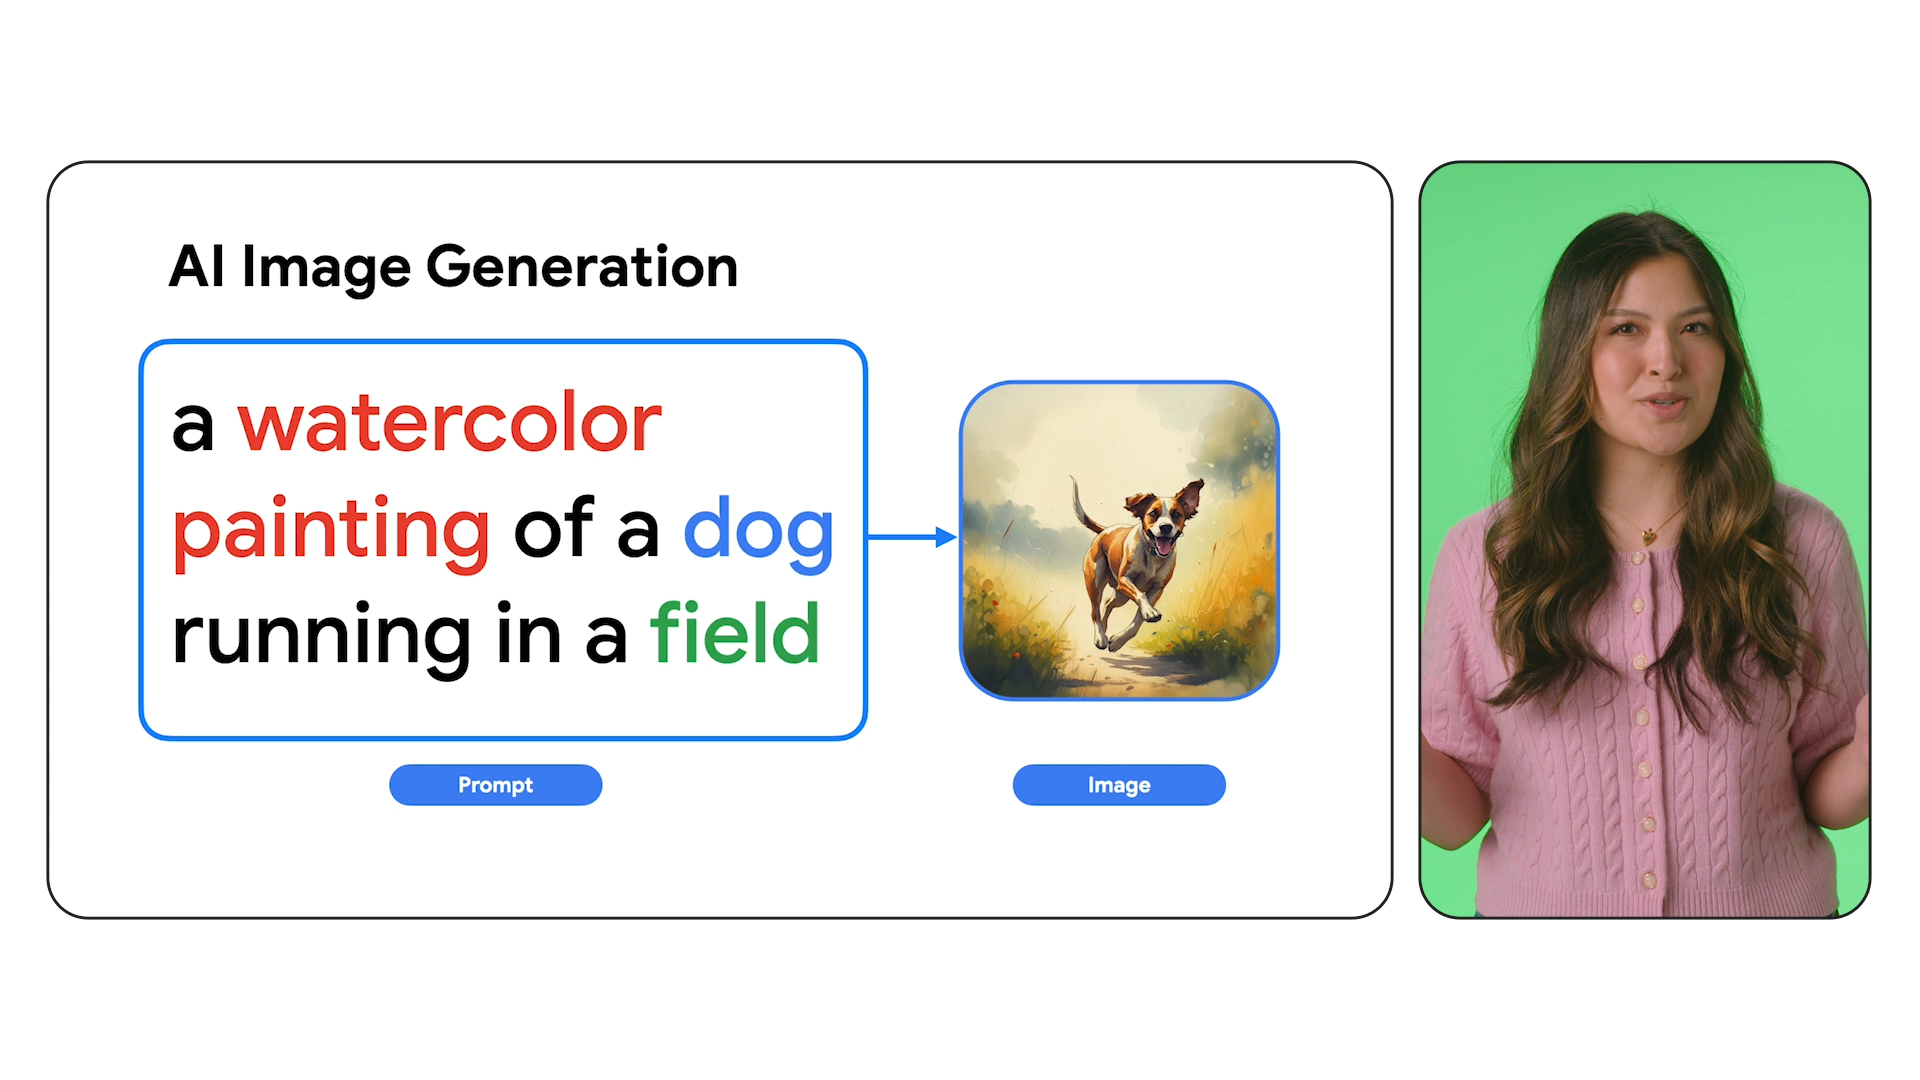 AI Image Generation
a watercolor
painting of a dog
running in a field
Prompt
Image